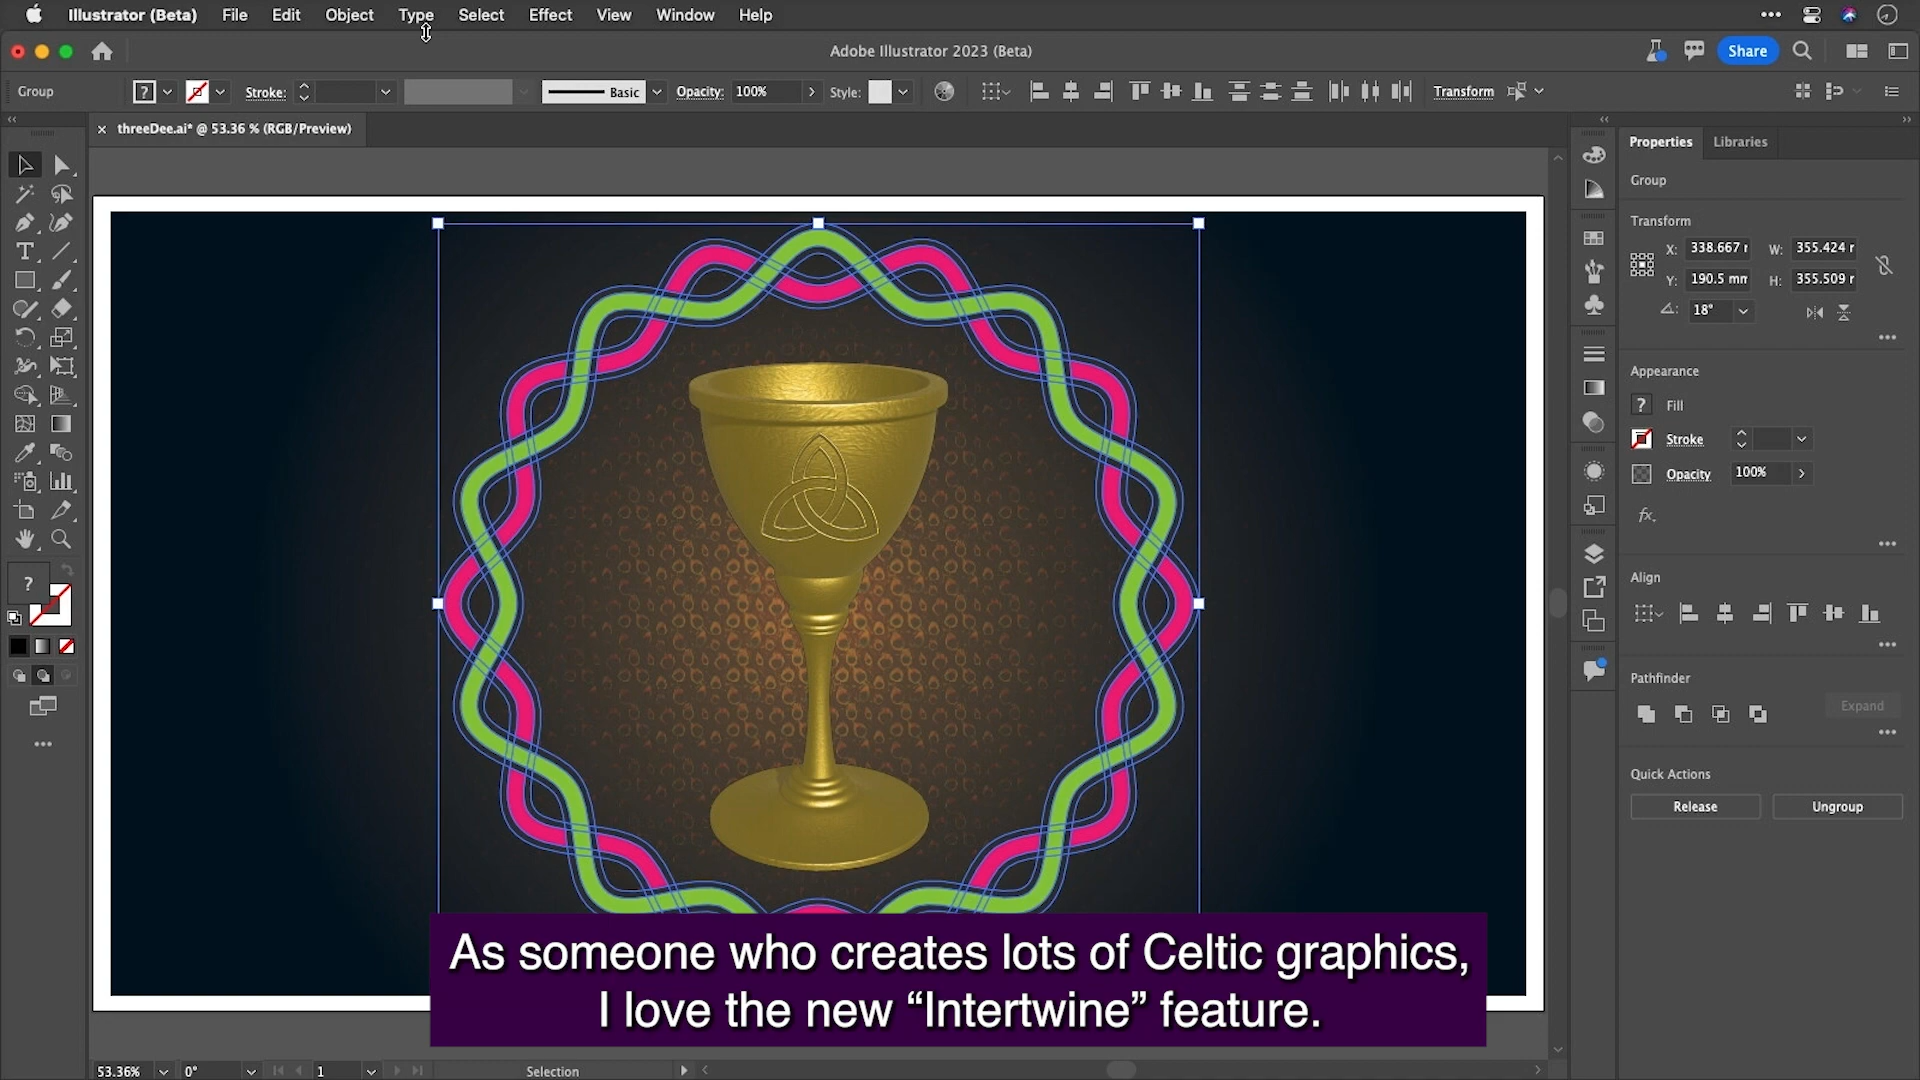 Illustrator (Beta) File Edit Object Type Select Effect View Window Help
Adobe Illustrator 2023 (Beta)
Share
Group
?
Stroke:
Basic
Opacity: 100%
Style:
Transform
threeDee.ai* @ 53.36 % (RGB/Preview)
Properties Libraries
Group
Transform
X: 338.667 r W: 355.424 r
Y: 190.5 mm H: 355.509 r
18°
Appearance
? Fill
Stroke
Opacity 100%
fx
Align
?
Pathfinder
Expand
Quick Actions
Release Ungroup
As someone who creates lots of Celtic graphics,
I love the new “Intertwine” feature.
53.36% 0° 1 Selection